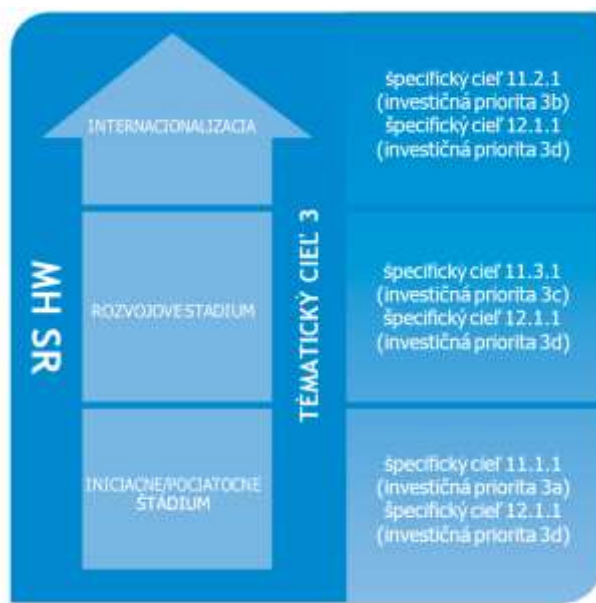 INTERNACIONALIZACIA
ROZVOJOVE STADIUM
INICIACNE/POCIATOCNE
ŠTÁDIUM
MH SR
TÉMATICKÝ CIEĽ 3
špecifický cieľ 11.2.1
(investičná priorita 3b)
špecifický cieľ 12.1.1
(investičná priorita 3d)
špecifický cieľ 11.3.1
(investičná priorita 3c)
špecifický cieľ 12.1.1
(investičná priorita 3d)
špecifický cieľ 11.1.1
(investičná priorita 3a)
špecifický cieľ 12.1.1
(investičná priorita 3d)